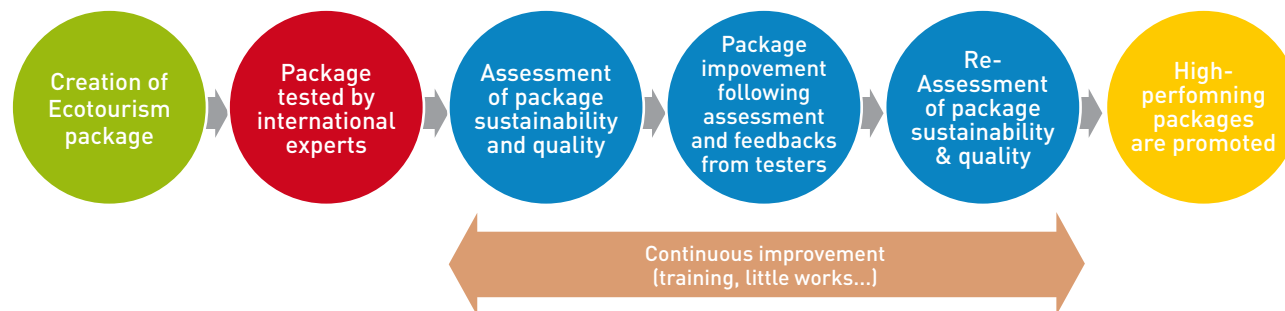 Creation of
Ecotourism
package
Package
tested by
international
experts
Assessment
of package
sustainability
and quality
Package
impovement
following
assessment
and feedbacks
from testers
Re-
Assessment
of package
sustainability
& quality
High-
perfomning
packages
are promoted
Continuous improvement
(training, little works...)